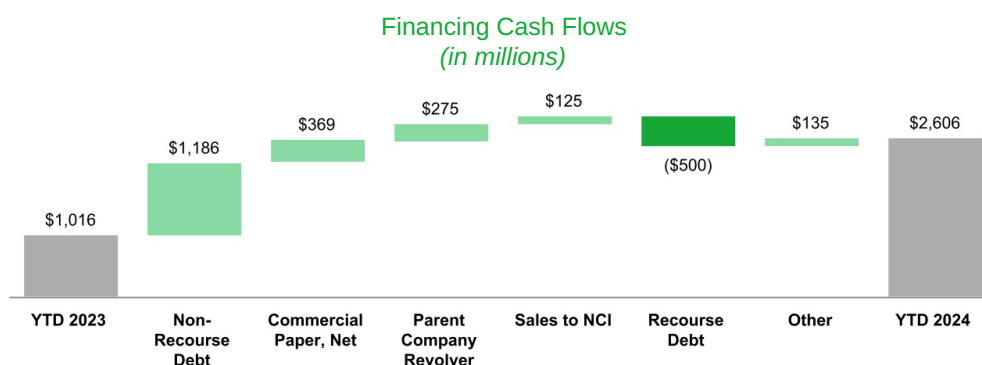 Financing Cash Flows
(in millions)
$1,016
$1,186
$369
$275
$125
($500)
$135
$2,606
YTD 2023
Non-
Recourse
Debt
Commercial
Paper, Net
Parent
Company
Revolver
Sales to NCI
Recourse
Debt
Other
YTD 2024